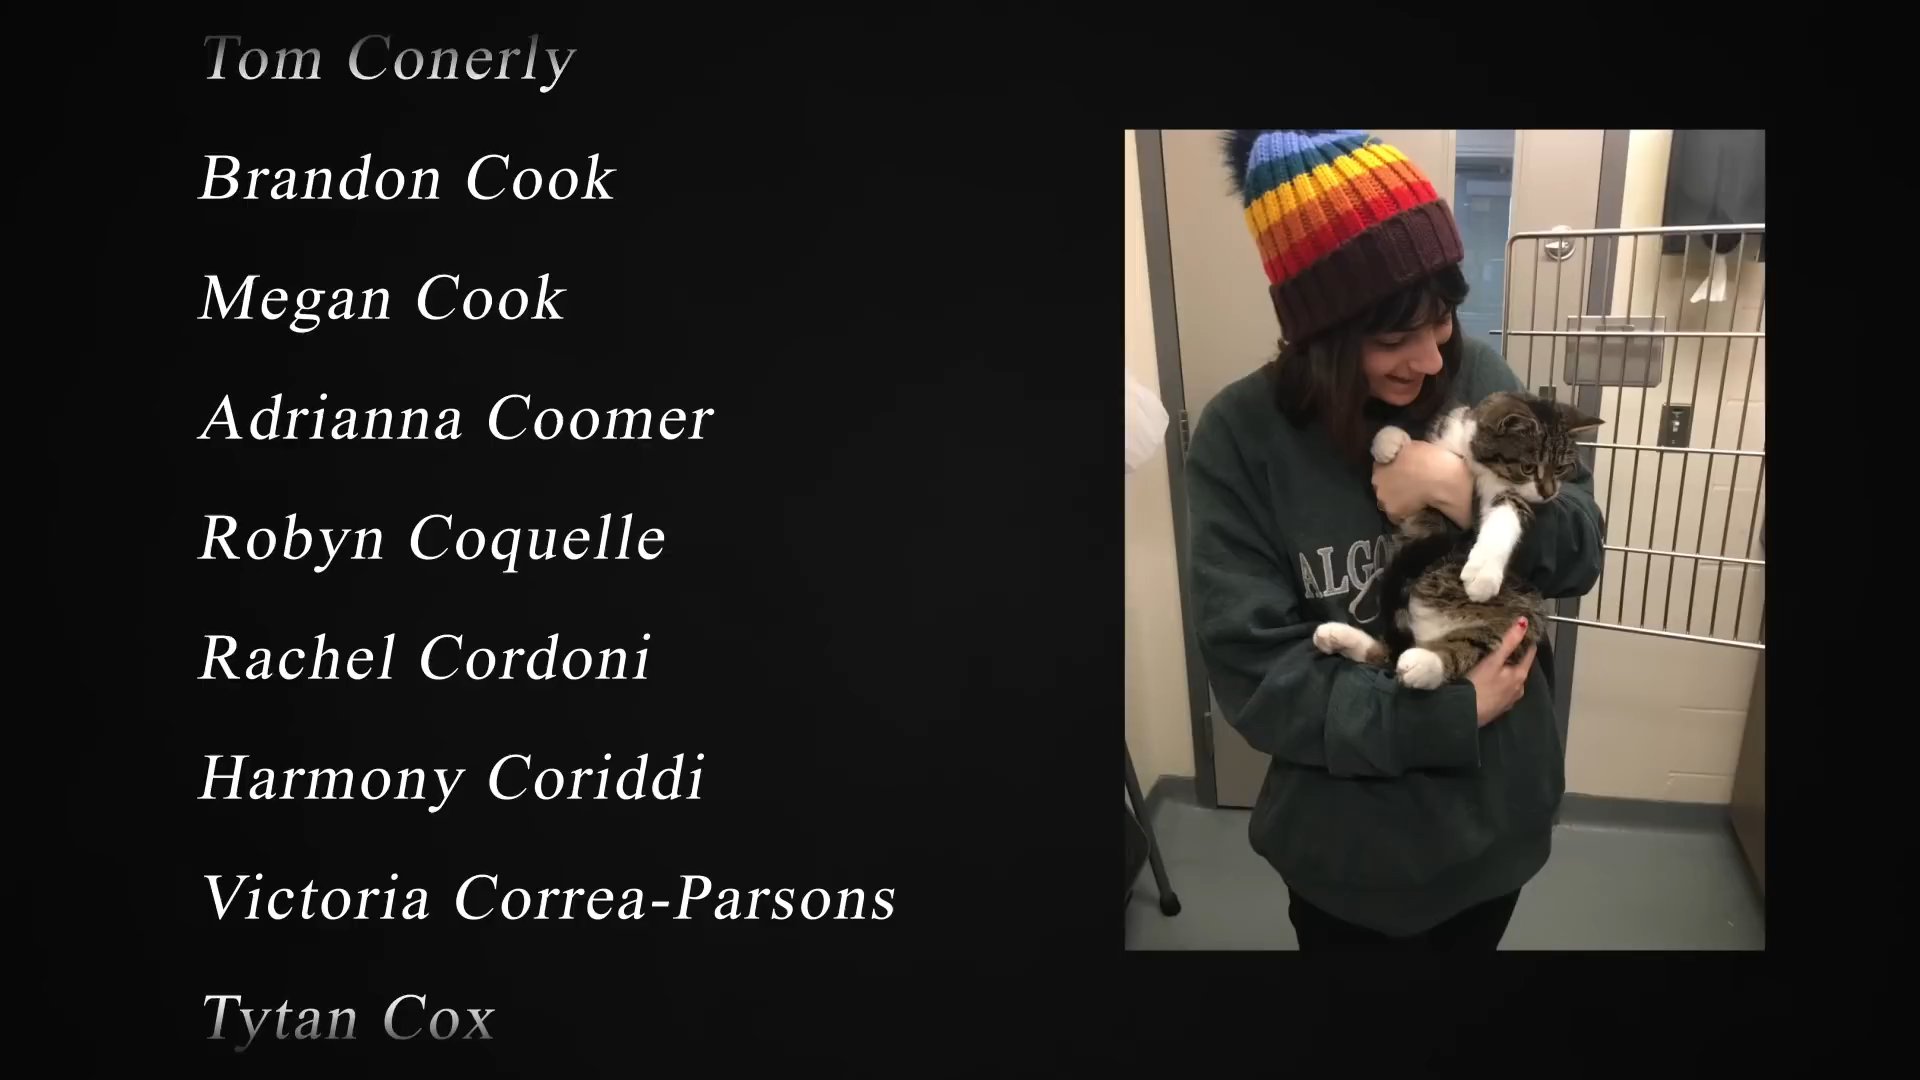 Tom Conerly
Brandon Cook
Megan Cook
Adrianna Coomer
Robyn Coquelle
Rachel Cordoni
Harmony Coriddi
Victoria Correa-Parsons
Tytan Cox
ALGO